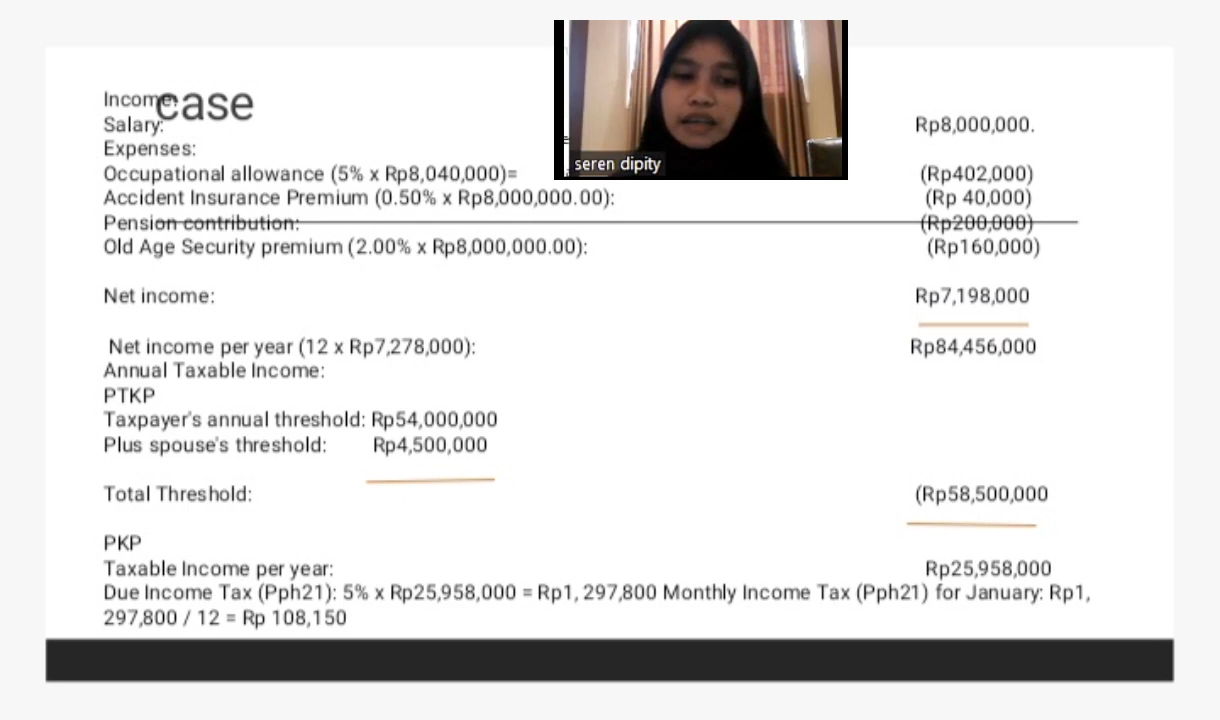 case
Income:
Salary: Rp8,000,000.
Expenses:
Occupational allowance (5% x Rp8,040,000)= (Rp402,000)
Accident Insurance Premium (0.50% x Rp8,000,000.00): (Rp 40,000)
Pension contribution: (Rp200,000)
Old Age Security premium (2.00% x Rp8,000,000.00): (Rp160,000)
Net income: Rp7,198,000
Net income per year (12 x Rp7,278,000): Rp84,456,000
Annual Taxable Income:
PTKP
Taxpayer's annual threshold: Rp54,000,000
Plus spouse's threshold: Rp4,500,000
Total Threshold: (Rp58,500,000
PKP
Taxable Income per year: Rp25,958,000
Due Income Tax (Pph21): 5% x Rp25,958,000 = Rp1, 297,800 Monthly Income Tax (Pph21) for January: Rp1,
297,800 / 12 = Rp 108,150
seren dipity